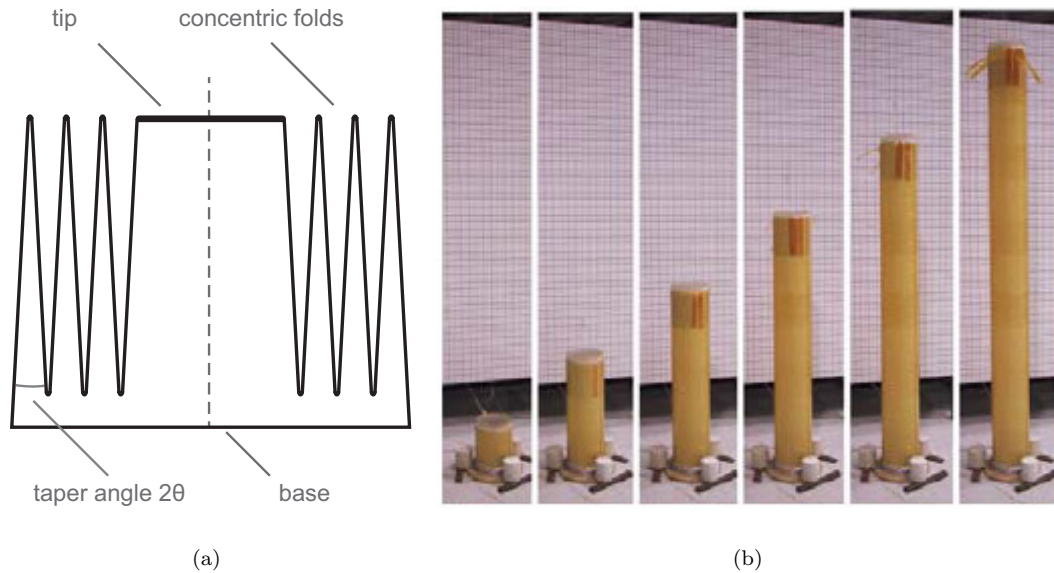 tip
concentric folds
taper angle 2θ
base
(a)
(b)